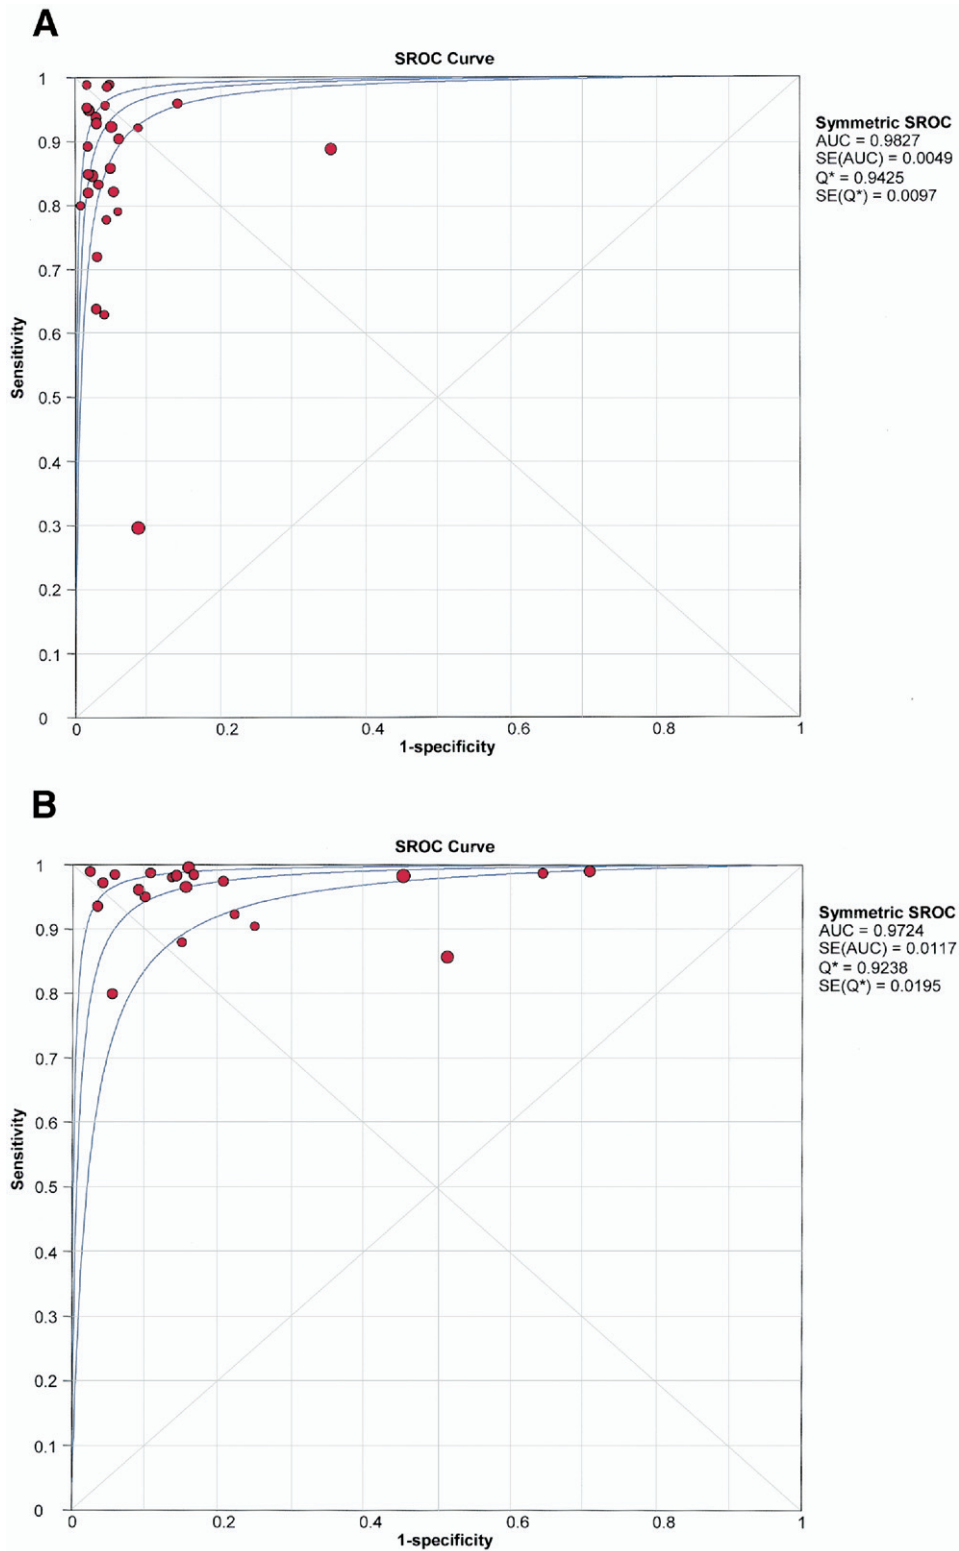 A
SROC Curve
1
0.9
0.8
0.7
0.6
0.5
0.4
0.3
0.2
0.1
0
Sensitivity
0
0.2
0.4
0.6
0.8
1
1-specificity
Symmetric SROC
AUC = 0.9827
SE(AUC) = 0.0049
Q* = 0.9425
SE(Q*) = 0.0097
B
SROC Curve
1
0.9
0.8
0.7
0.6
0.5
0.4
0.3
0.2
0.1
0
Sensitivity
0
0.2
0.4
0.6
0.8
1
1-specificity
Symmetric SROC
AUC = 0.9724
SE(AUC) = 0.0117
Q* = 0.9238
SE(Q*) = 0.0195